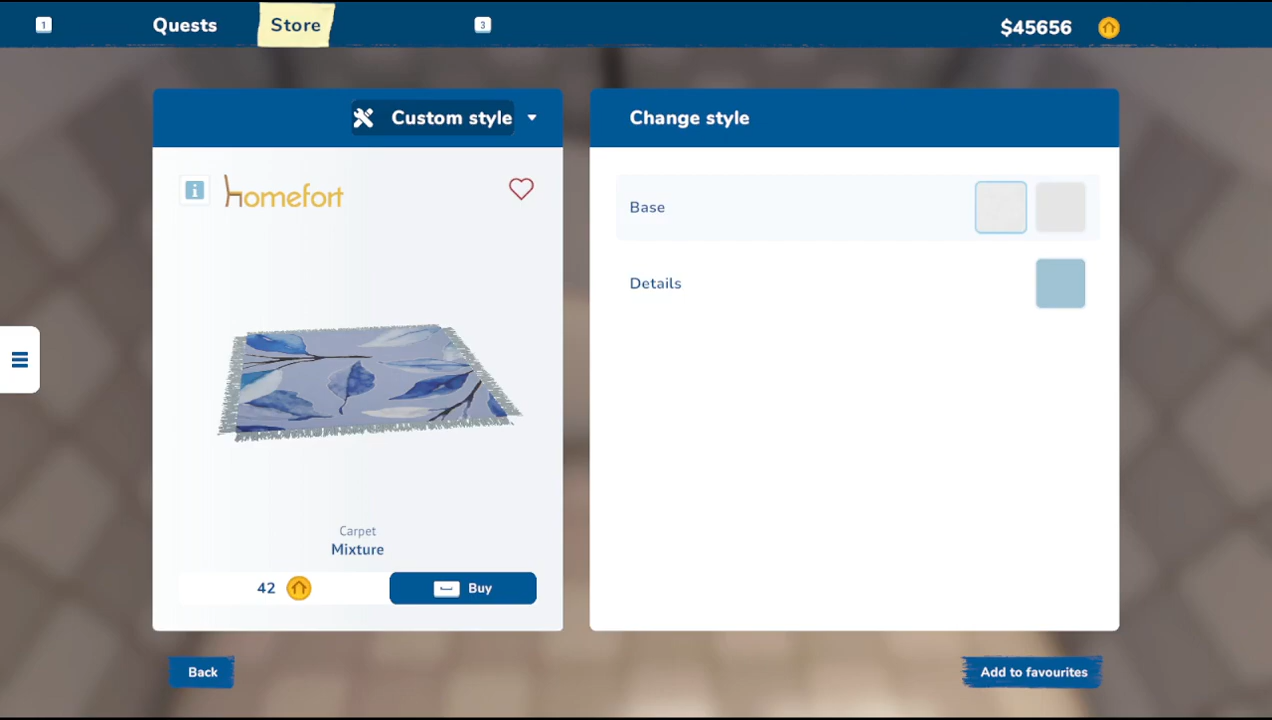 1
Quests
Store
3
$45656
Custom style
Change style
i
homefort
Base
Details
Carpet
Mixture
42
Buy
Back
Add to favourites